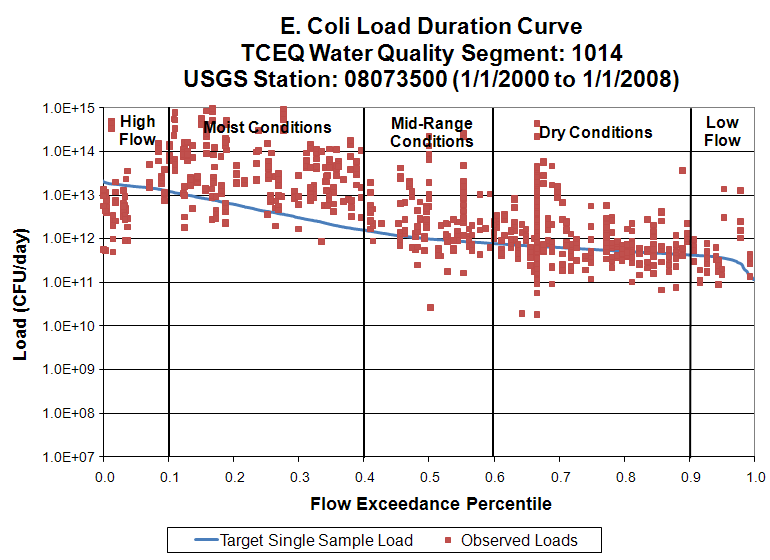 E. Coli Load Duration Curve
TCEQ Water Quality Segment: 1014
USGS Station: 08073500 (1/1/2000 to 1/1/2008)
Load (CFU/day)
1.0E+15
1.0E+14
1.0E+13
1.0E+12
1.0E+11
1.0E+10
1.0E+09
1.0E+08
1.0E+07
High
Flow
Moist Conditions
Mid-Range
Conditions
Dry Conditions
Low
Flow
0.0 0.1 0.2 0.3 0.4 0.5 0.6 0.7 0.8 0.9 1.0
Flow Exceedance Percentile
Target Single Sample Load Observed Loads